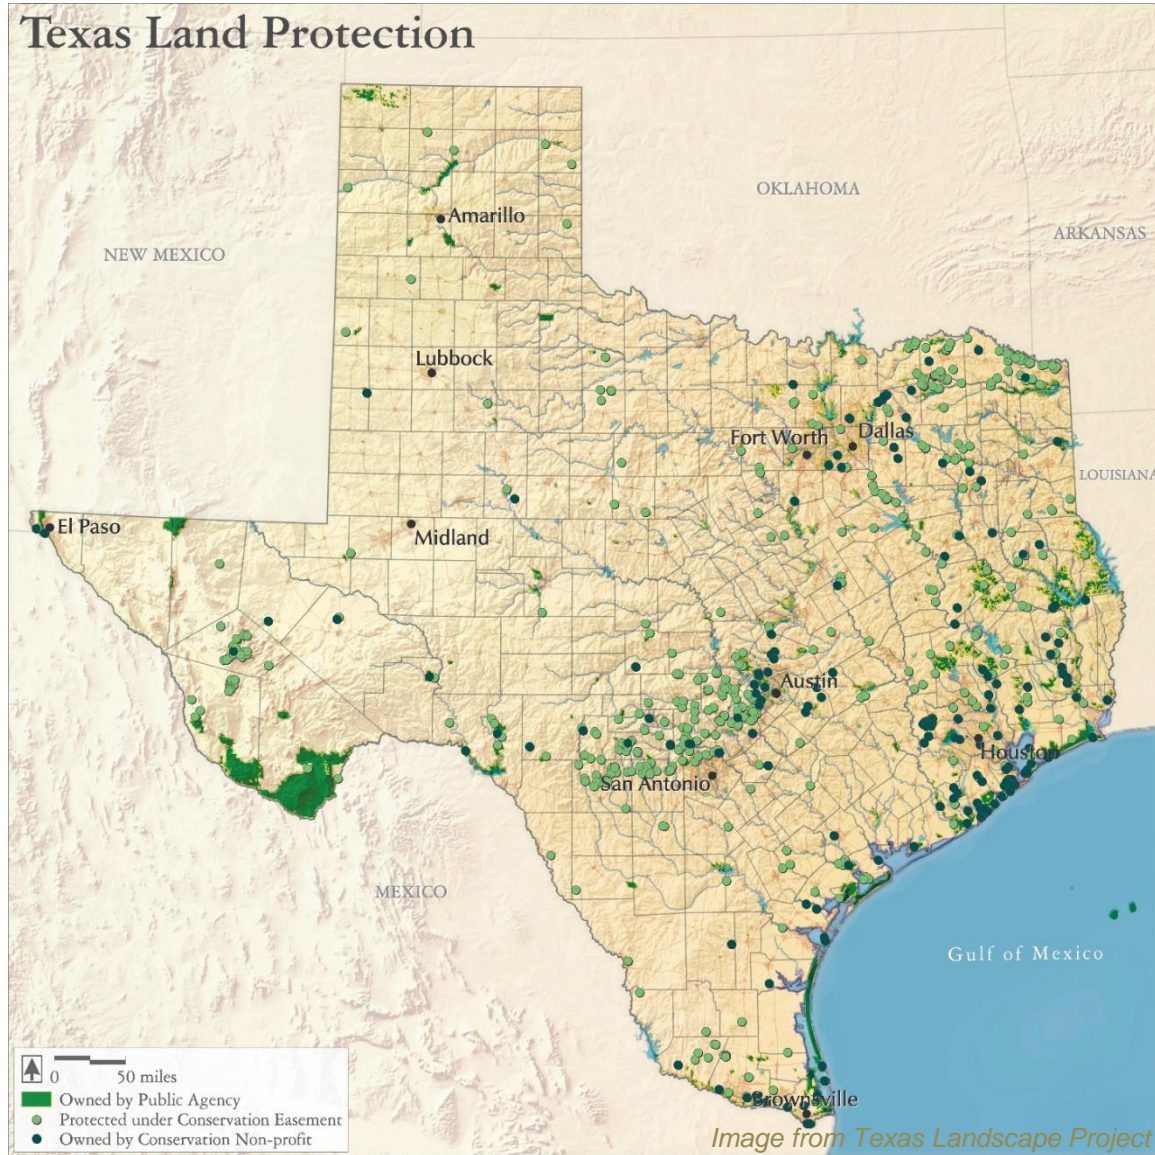 Texas Land Protection
OKLAHOMA
Amarillo
ARKANSAS
NEW MEXICO
Lubbock
Fort Worth
Dallas
LOUISIANA
El Paso
Midland
Austin
Houston
San Antonio
MEXICO
Gulf of Mexico
0 50 miles
Owned by Public Agency
Protected under Conservation Easement
Owned by Conservation Non-profit
Brownsville
Image from Texas Landscape Project